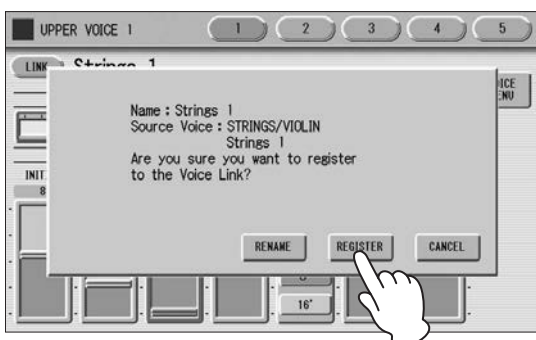 UPPER VOICE 1 1 2 3 4 5
LINK Strings 1
Name : Strings 1
Source Voice : STRINGS/VIOLIN
Strings 1
Are you sure you want to register
to the Voice Link?
INIT
8
RENAME REGISTER CANCEL
16'